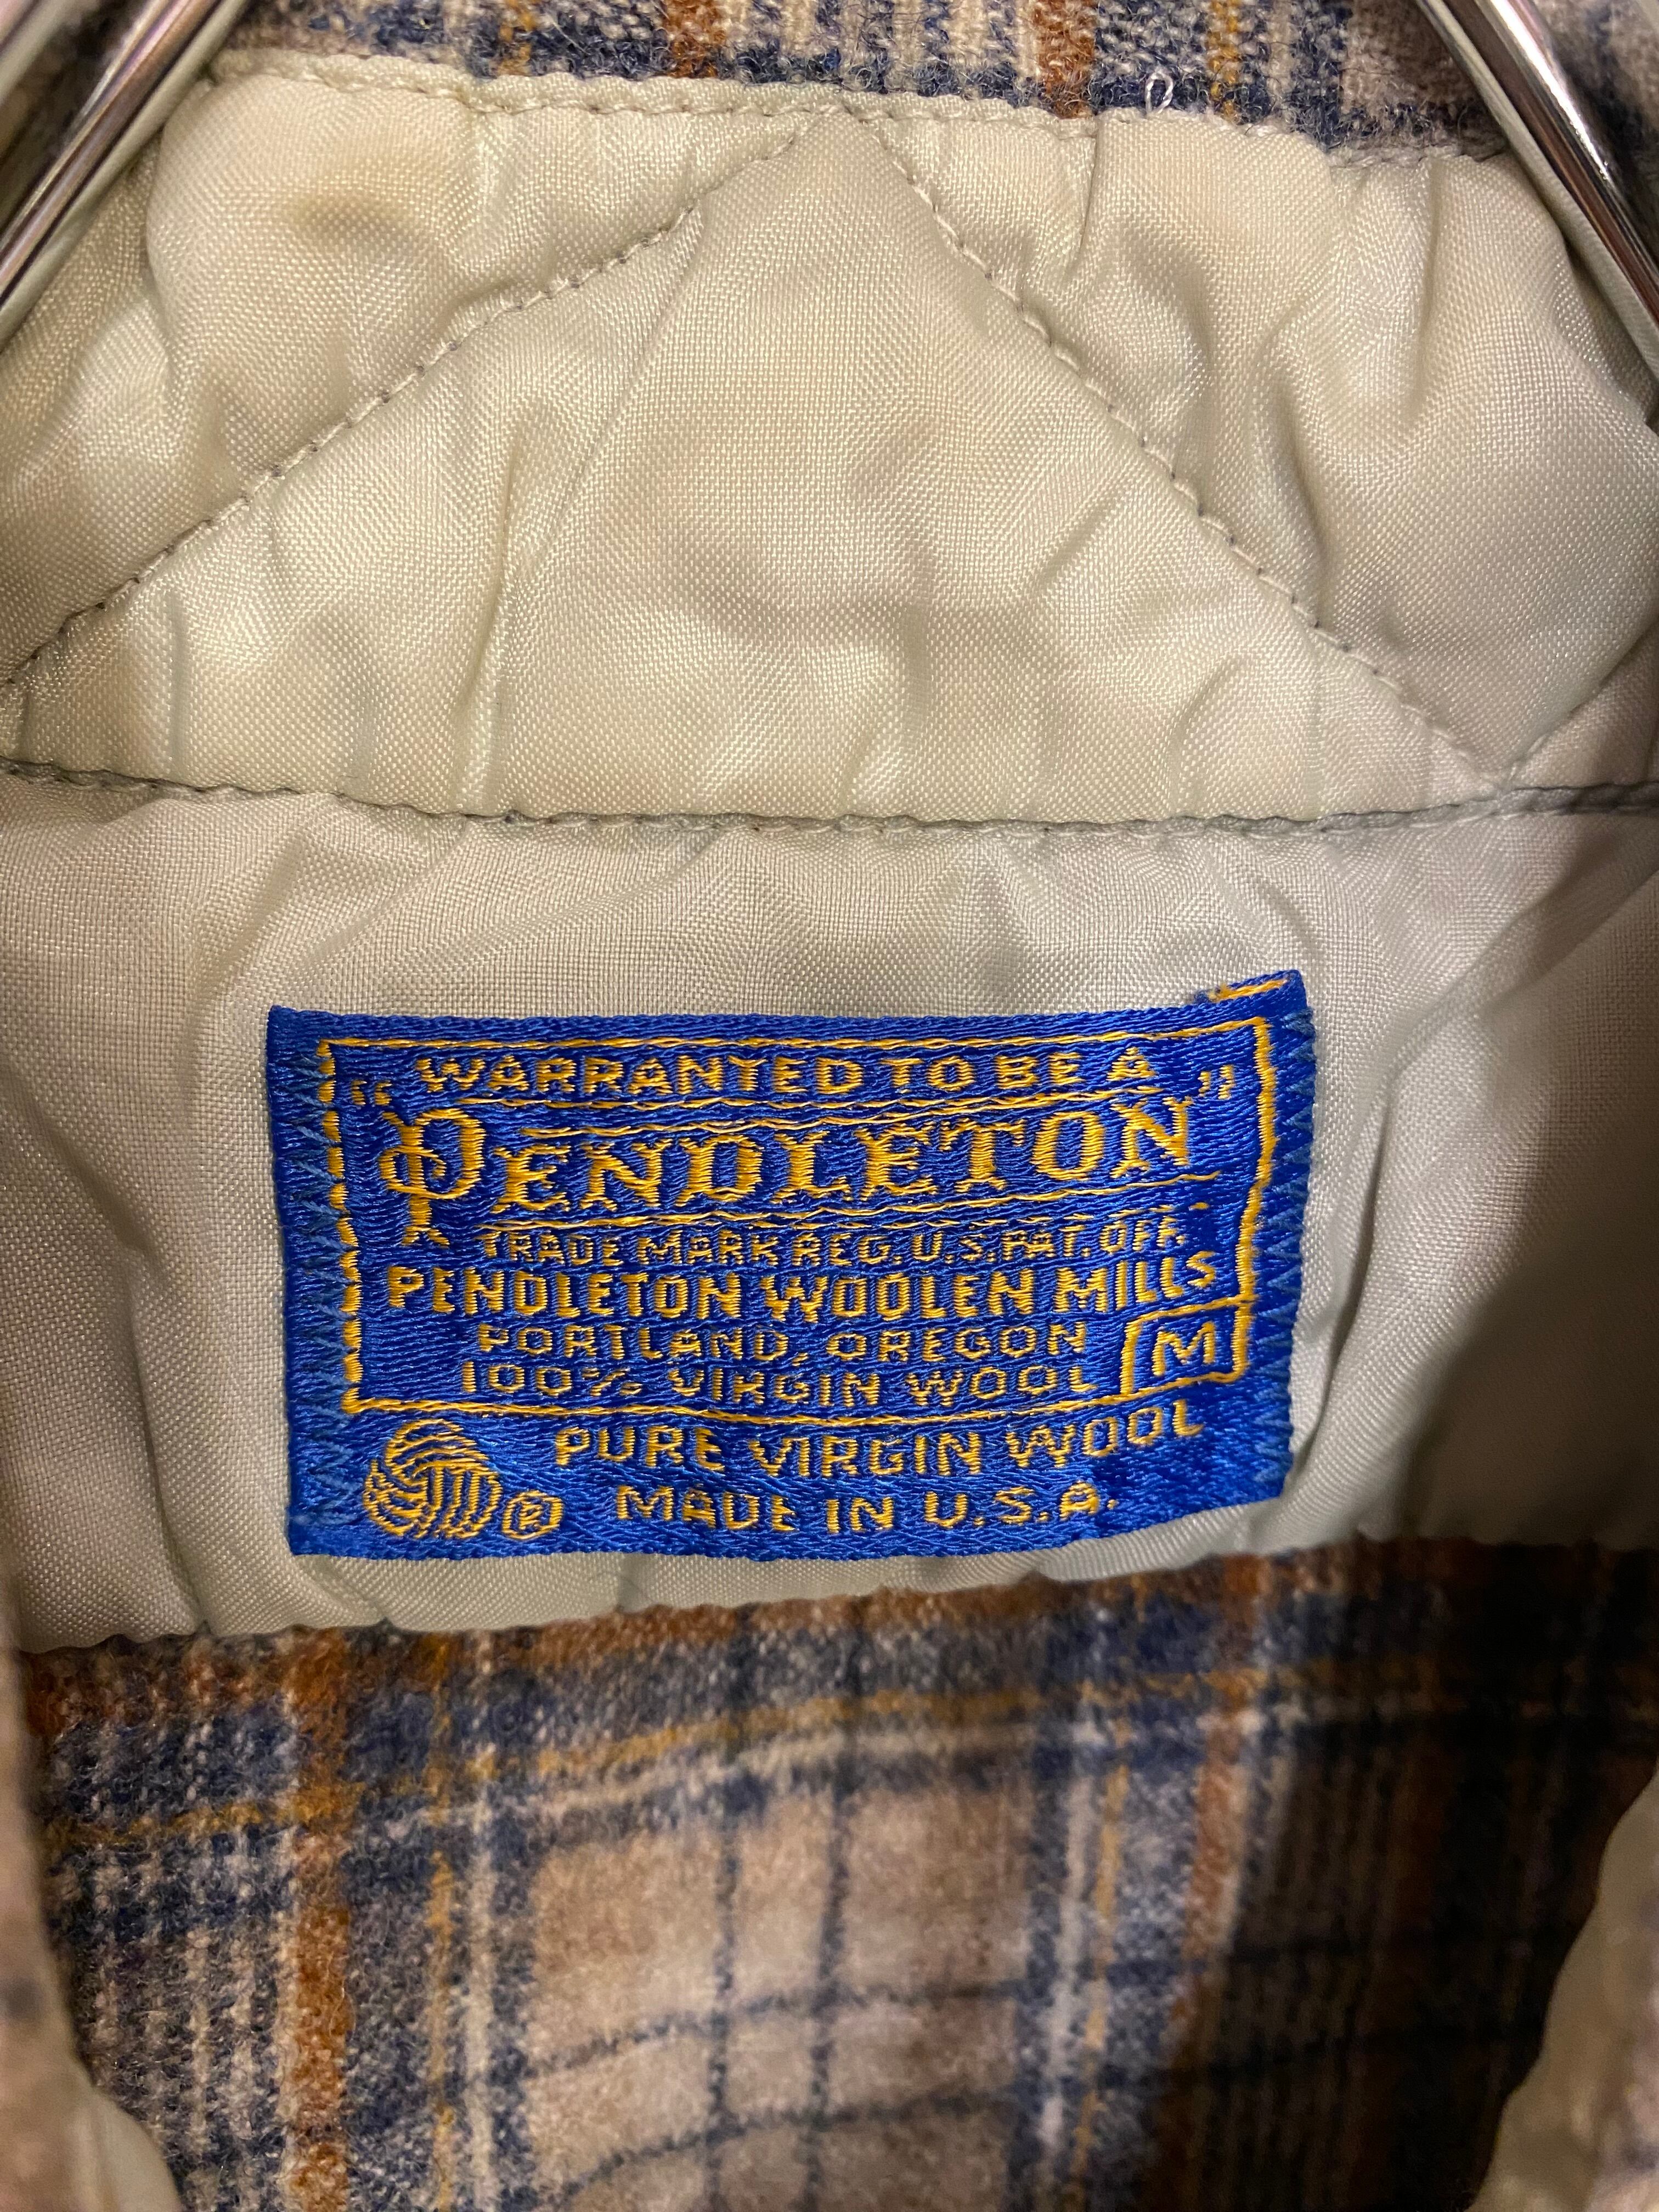 WARRANTED TO BE A
"PENDLETON"
TRADE MARK REG. U.S. PAT. OFF.
PENDLETON WOOLEN MILLS
PORTLAND, OREGON
100% VIRGIN WOOL M
PURE VIRGIN WOOL
® MADE IN U.S.A.